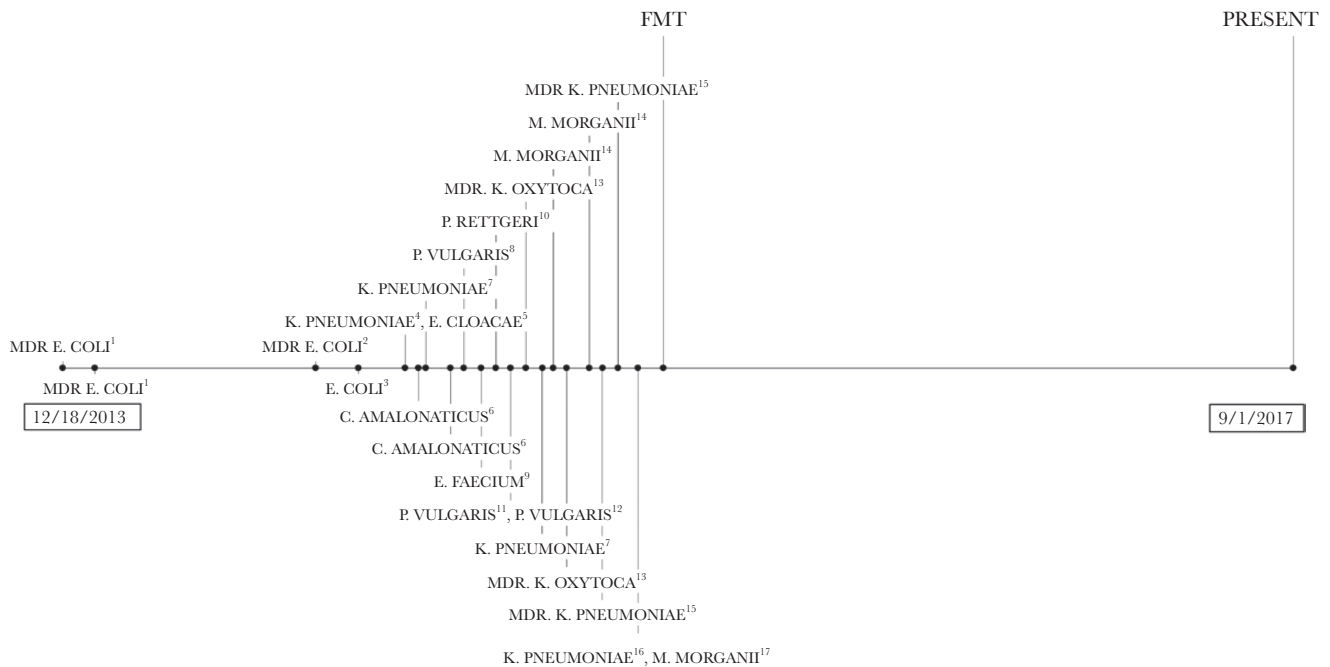 FMT
PRESENT
MDR K. PNEUMONIAE15
M. MORGANII14
M. MORGANII14
MDR. K. OXYTOCA13
P. RETTGERI10
P. VULGARIS8
K. PNEUMONIAE7
K. PNEUMONIAE4, E. CLOACAE5
MDR E. COLI1
MDR E. COLI2
MDR E. COLI1
E. COLI3
12/18/2013
9/1/2017
C. AMALONATICUS6
C. AMALONATICUS6
E. FAECIUM9
P. VULGARIS11, P. VULGARIS12
K. PNEUMONIAE7
MDR. K. OXYTOCA13
MDR. K. PNEUMONIAE15
K. PNEUMONIAE16, M. MORGANII17